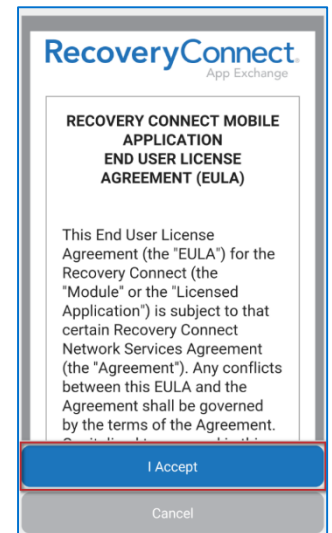 RecoveryConnect.
App Exchange
RECOVERY CONNECT MOBILE
APPLICATION
END USER LICENSE
AGREEMENT (EULA)
This End User License
Agreement (the "EULA") for the
Recovery Connect (the
"Module" or the "Licensed
Application") is subject to that
certain Recovery Connect
Network Services Agreement
(the "Agreement"). Any conflicts
between this EULA and the
Agreement shall be governed
by the terms of the Agreement.
I Accept
Cancel